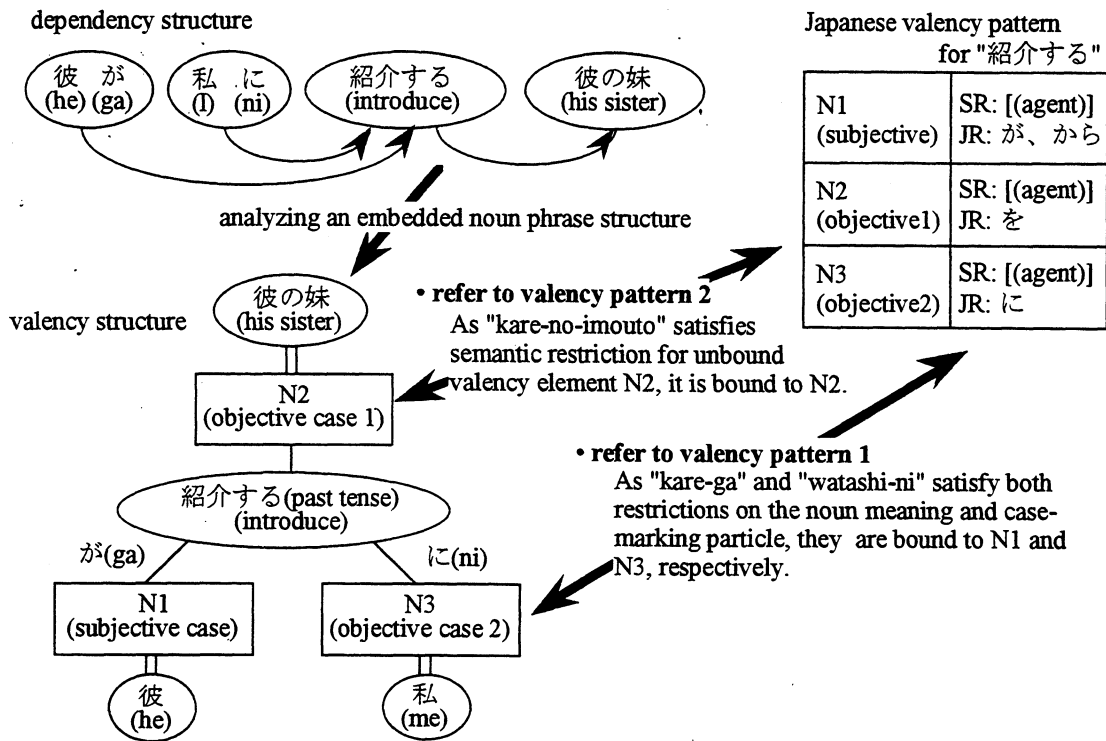 dependency structure
彼 が
(he) (ga)
私 に
(I) (ni)
紹介する
(introduce)
彼の妹
(his sister)
Japanese valency pattern
for "紹介する"
N1
(subjective)
SR: [(agent)]
JR: が、から
N2
(objective1)
SR: [(agent)]
JR: を
N3
(objective2)
SR: [(agent)]
JR: に
analyzing an embedded noun phrase structure
valency structure
彼の妹
(his sister)
• refer to valency pattern 2
As "kare-no-imouto" satisfies
semantic restriction for unbound
valency element N2, it is bound to N2.
N2
(objective case 1)
• refer to valency pattern 1
As "kare-ga" and "watashi-ni" satisfy both
restrictions on the noun meaning and case-
marking particle, they are bound to N1 and
N3, respectively.
紹介する(past tense)
(introduce)
が(ga)
に(ni)
N1
(subjective case)
N3
(objective case 2)
彼
(he)
私
(me)